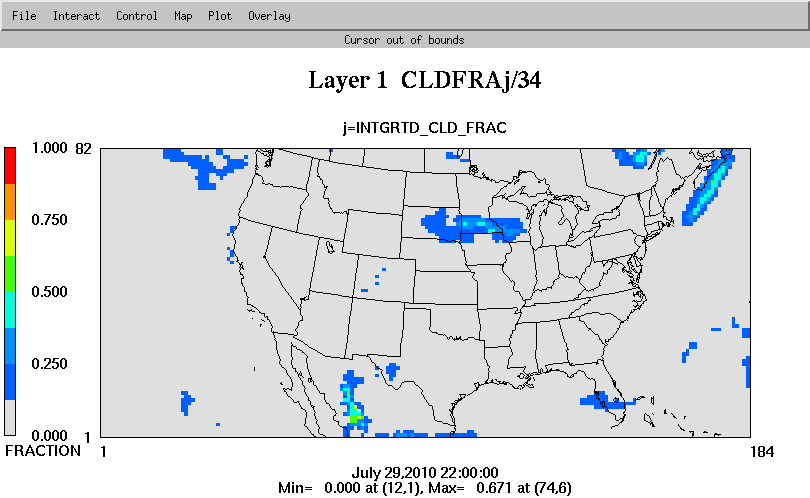 File Interact Control Map Plot Overlay
Cursor out of bounds
Layer 1 CLDFRAj/34
j=INTGRTD_CLD_FRAC
1.000 82
0.750
0.500
0.250
0.000 1
FRACTION 1 184
July 29,2010 22:00:00
Min= 0.000 at (12,1), Max= 0.671 at (74,6)